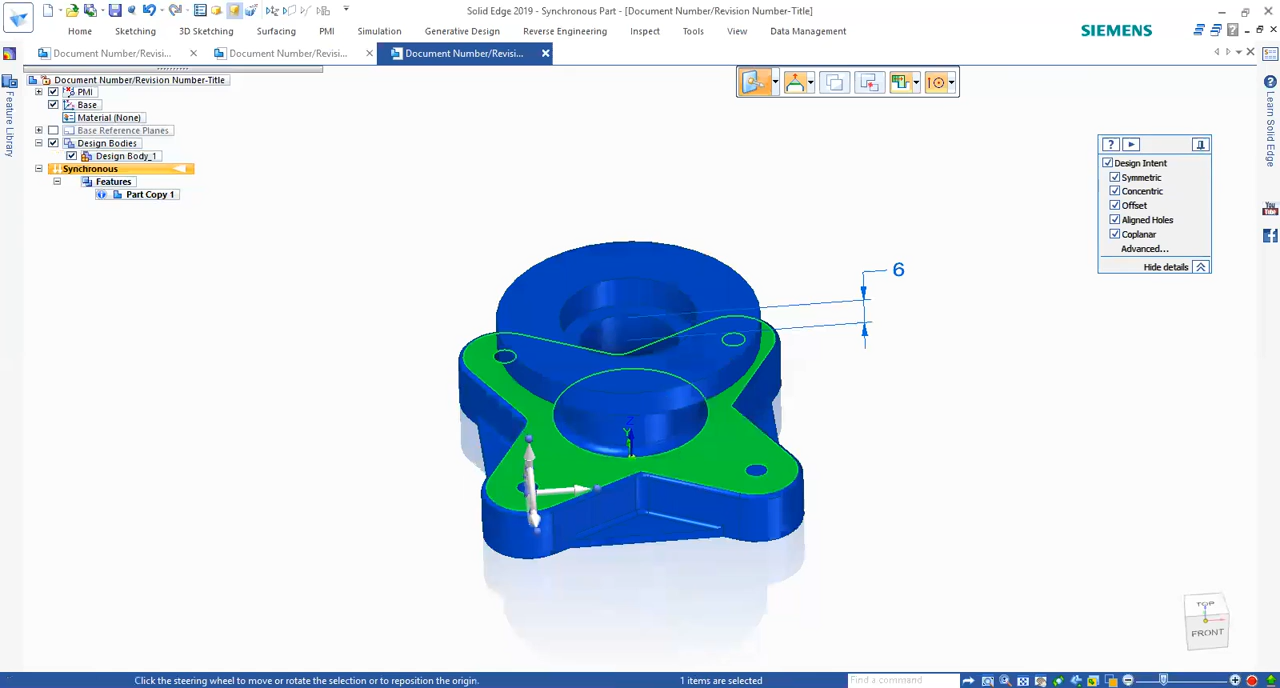 Solid Edge 2019 - Synchronous Part - [Document Number/Revision Number-Title]
Home
Sketching
3D Sketching
Surfacing
PMI
Simulation
Generative Design
Reverse Engineering
Inspect
Tools
View
Data Management
SIEMENS
Document Number/Revisi...
Document Number/Revisi...
Document Number/Revisi...
Feature Library
Document Number/Revision Number-Title
PMI
Base
Material (None)
Base Reference Planes
Design Bodies
Design Body_1
Synchronous
Features
Part Copy 1
Design Intent
Symmetric
Concentric
Offset
Aligned Holes
Coplanar
Advanced...
Hide details
Learn Solid Edge
You
Tube
6
Z
Y
TOP
FRONT
Click the steering wheel to move or rotate the selection or to reposition the origin.
1 items are selected
Find a command